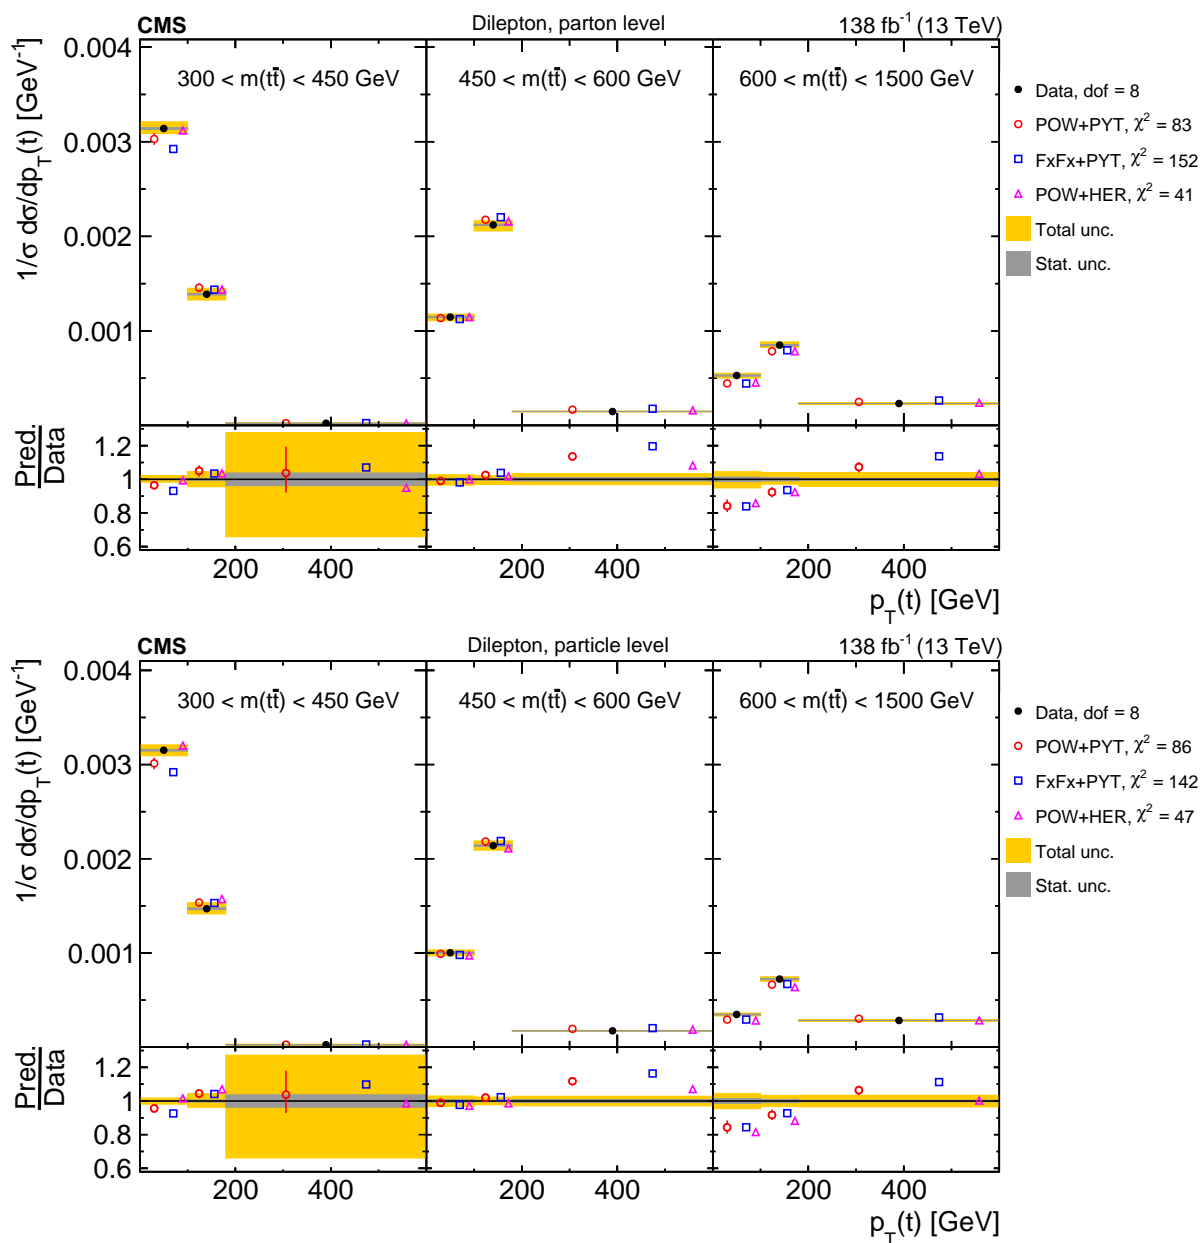 CMS Dilepton, parton level 138 fb⁻¹ (13 TeV)
300 < m(tt̄) < 450 GeV 450 < m(tt̄) < 600 GeV 600 < m(tt̄) < 1500 GeV
1/σ dσ/dp_T(t) [GeV⁻¹]
0.004
0.003
0.002
0.001
Data, dof = 8
POW+PYT, χ² = 83
FxFx+PYT, χ² = 152
POW+HER, χ² = 41
Total unc.
Stat. unc.
Pred.
Data
1.2
1
0.8
0.6
200 400 200 400 200 400
p_T(t) [GeV]
CMS Dilepton, particle level 138 fb⁻¹ (13 TeV)
300 < m(tt̄) < 450 GeV 450 < m(tt̄) < 600 GeV 600 < m(tt̄) < 1500 GeV
1/σ dσ/dp_T(t) [GeV⁻¹]
0.004
0.003
0.002
0.001
Data, dof = 8
POW+PYT, χ² = 86
FxFx+PYT, χ² = 142
POW+HER, χ² = 47
Total unc.
Stat. unc.
Pred.
Data
1.2
1
0.8
0.6
200 400 200 400 200 400
p_T(t) [GeV]